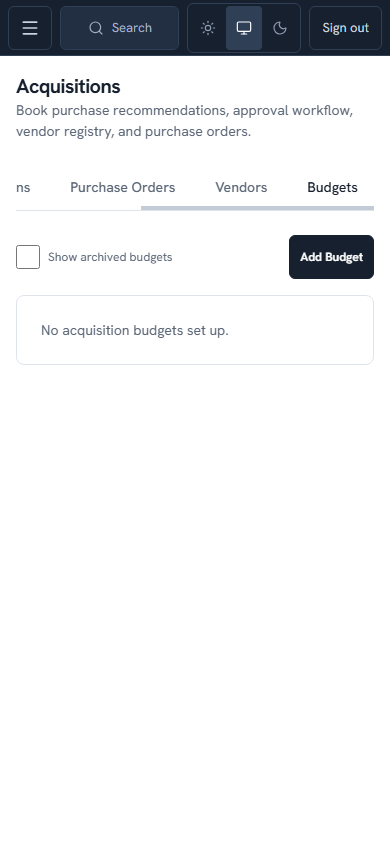 Search
Sign out
Acquisitions
Book purchase recommendations, approval workflow,
vendor registry, and purchase orders.
ns
Purchase Orders
Vendors
Budgets
Show archived budgets
Add Budget
No acquisition budgets set up.